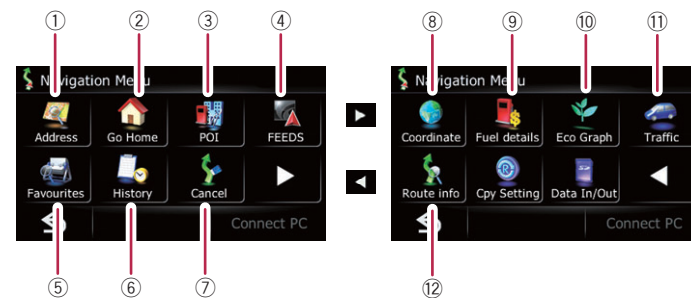 ① ② ③ ④
Navigation Menu
Address Go Home POI FEEDS
Favourites History Cancel
Connect PC
⑤ ⑥ ⑦
⑧ ⑨ ⑩ ⑪
Navigation Menu
Coordinate Fuel details Eco Graph Traffic
Route info Cpy Setting Data In/Out
Connect PC
⑫